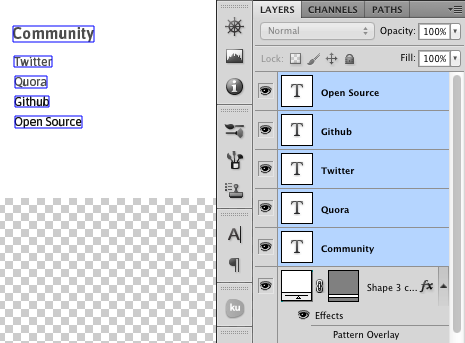 Community
Twitter
Quora
Github
Open Source
LAYERS CHANNELS PATHS
Normal Opacity: 100%
Lock: Fill: 100%
T Open Source
T Github
T Twitter
T Quora
T Community
Shape 3 c... fx
Effects
Pattern Overlay
A
ku